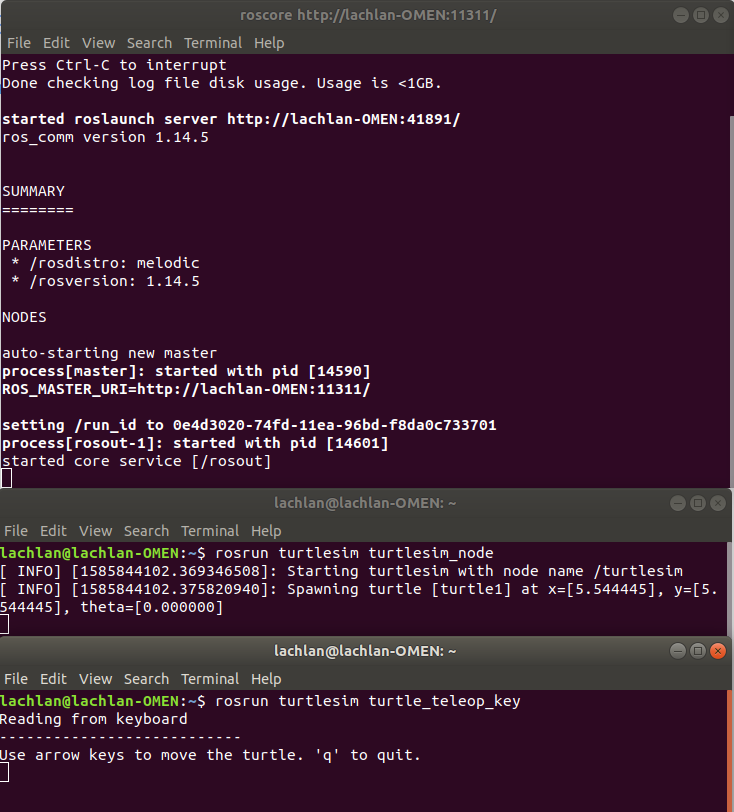 roscore http://lachlan-OMEN:11311/
File Edit View Search Terminal Help
Press Ctrl-C to interrupt
Done checking log file disk usage. Usage is <1GB.
started roslaunch server http://lachlan-OMEN:41891/
ros_comm version 1.14.5
SUMMARY
========
PARAMETERS
 * /rosdistro: melodic
 * /rosversion: 1.14.5
NODES
auto-starting new master
process[master]: started with pid [14590]
ROS_MASTER_URI=http://lachlan-OMEN:11311/
setting /run_id to 0e4d3020-74fd-11ea-96bd-f8da0c733701
process[rosout-1]: started with pid [14601]
started core service [/rosout]
lachlan@lachlan-OMEN: ~
File Edit View Search Terminal Help
lachlan@lachlan-OMEN:~$ rosrun turtlesim turtlesim_node
[ INFO] [1585844102.369346508]: Starting turtlesim with node name /turtlesim
[ INFO] [1585844102.375820940]: Spawning turtle [turtle1] at x=[5.544445], y=[5.
544445], theta=[0.000000]
lachlan@lachlan-OMEN: ~
File Edit View Search Terminal Help
lachlan@lachlan-OMEN:~$ rosrun turtlesim turtle_teleop_key
Reading from keyboard
---------------------------
Use arrow keys to move the turtle. 'q' to quit.